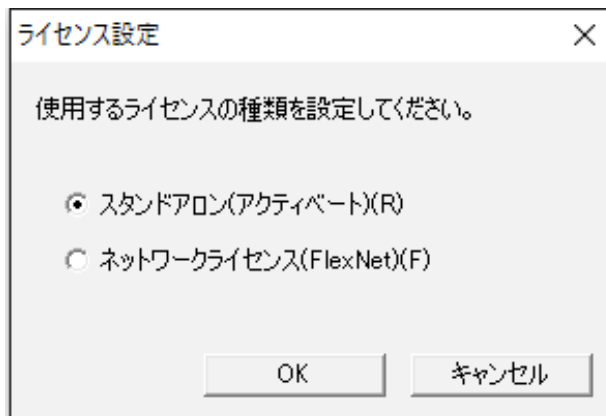 ライセンス設定
使用するライセンスの種類を設定してください。
スタンドアロン(アクティベート)(R)
ネットワークライセンス(FlexNet)(F)
OK キャンセル